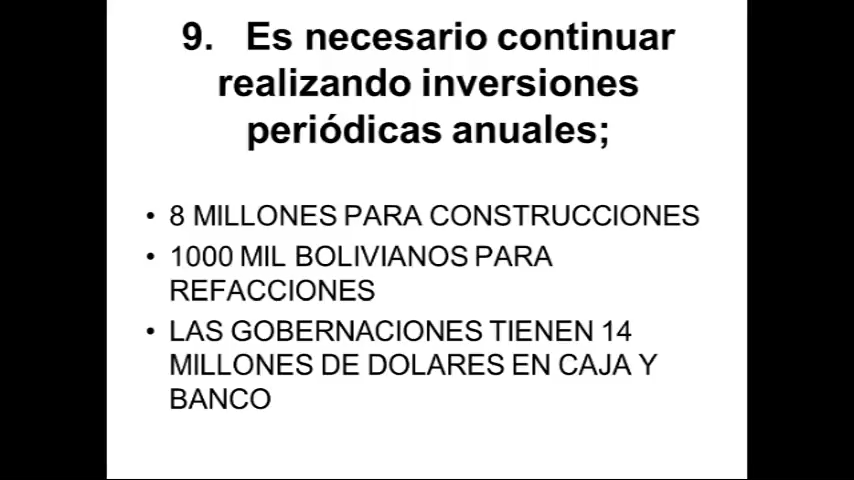 9. Es necesario continuar
realizando inversiones
periódicas anuales;
• 8 MILLONES PARA CONSTRUCCIONES
• 1000 MIL BOLIVIANOS PARA
REFACCIONES
• LAS GOBERNACIONES TIENEN 14
MILLONES DE DOLARES EN CAJA Y
BANCO